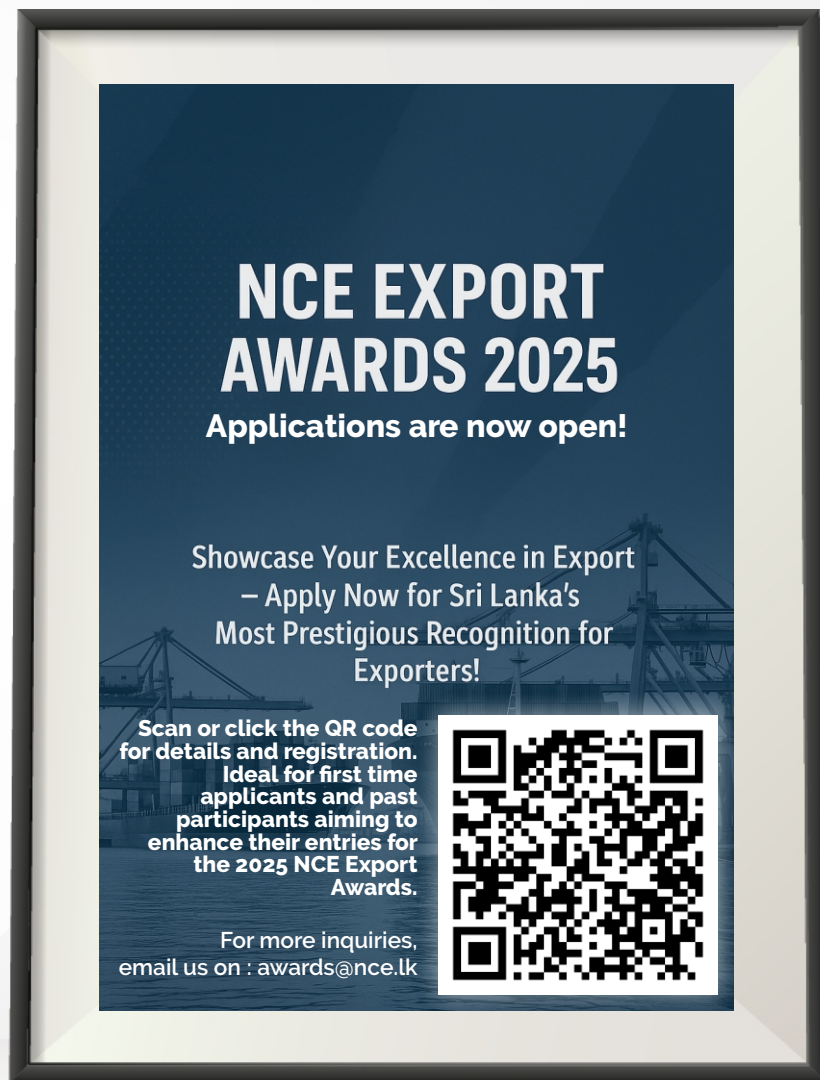 NCE EXPORT
AWARDS 2025
Applications are now open!
Showcase Your Excellence in Export
– Apply Now for Sri Lanka's
Most Prestigious Recognition for
Exporters!
Scan or click the QR code
for details and registration.
Ideal for first time
applicants and past
participants aiming to
enhance their entries for
the 2025 NCE Export
Awards.
For more inquiries,
email us on : awards@nce.lk